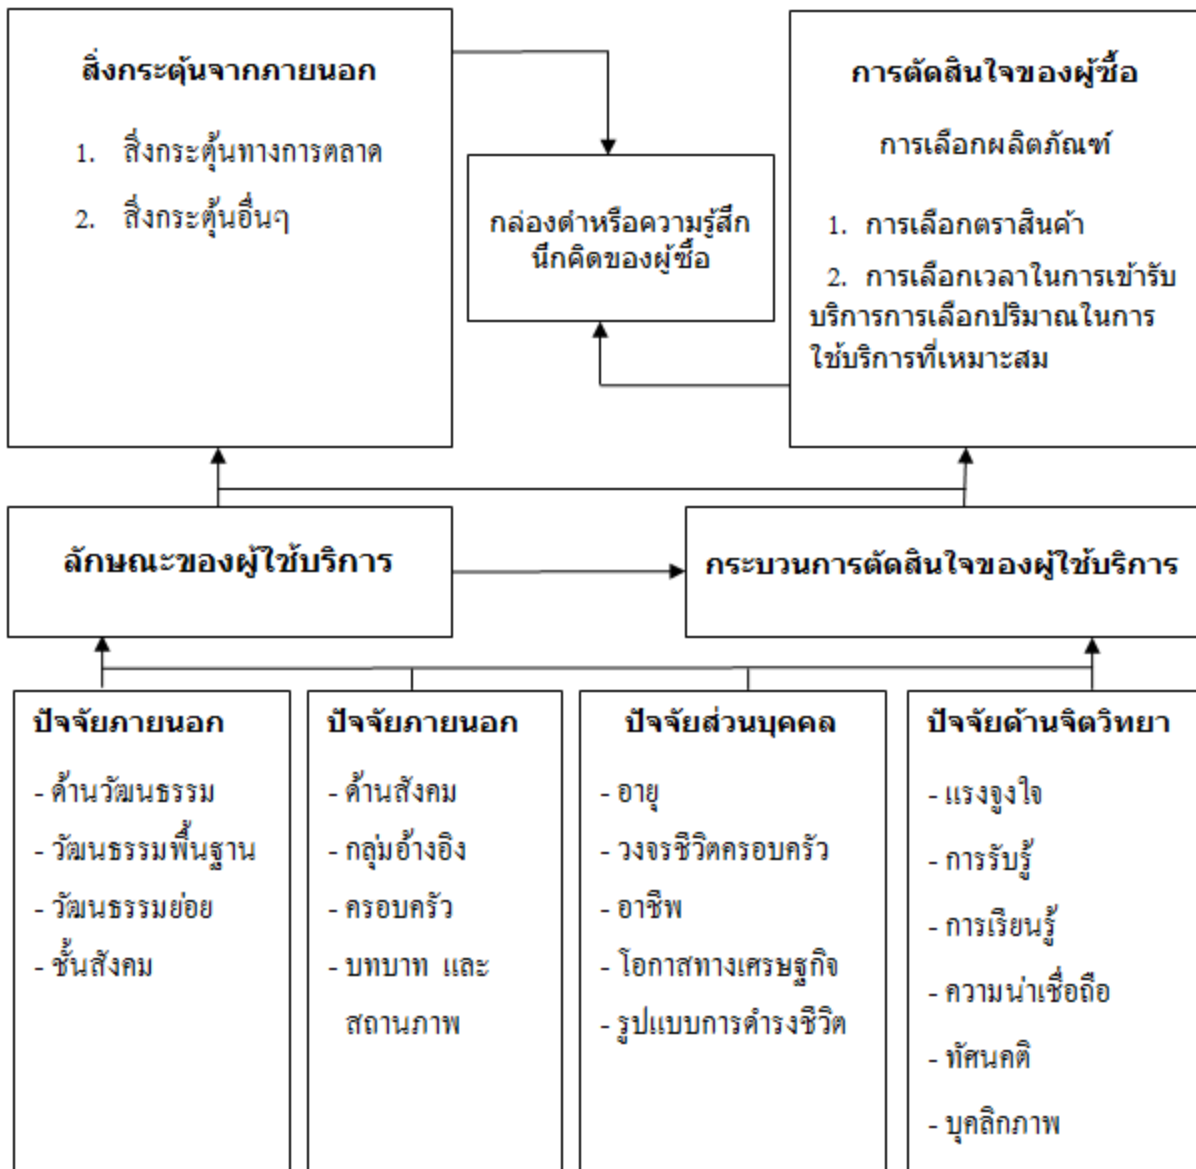 สิ่งกระตุ้นจากภายนอก
1. สิ่งกระตุ้นทางการตลาด
2. สิ่งกระตุ้นอื่นๆ
กล่องดำหรือความรู้สึก
นึกคิดของผู้ซื้อ
การตัดสินใจของผู้ซื้อ
การเลือกผลิตภัณฑ์
1. การเลือกตราสินค้า
2. การเลือกเวลาในการเข้ารับ
บริการการเลือกปริมาณในการ
ใช้บริการที่เหมาะสม
ลักษณะของผู้ใช้บริการ
กระบวนการตัดสินใจของผู้ใช้บริการ
ปัจจัยภายนอก
- ด้านวัฒนธรรม
- วัฒนธรรมพื้นฐาน
- วัฒนธรรมย่อย
- ชั้นสังคม
ปัจจัยภายนอก
- ด้านสังคม
- กลุ่มอ้างอิง
- ครอบครัว
- บทบาท และ
สถานภาพ
ปัจจัยส่วนบุคคล
- อายุ
- วงจรชีวิตครอบครัว
- อาชีพ
- โอกาสทางเศรษฐกิจ
- รูปแบบการดำรงชีวิต
ปัจจัยด้านจิตวิทยา
- แรงจูงใจ
- การรับรู้
- การเรียนรู้
- ความน่าเชื่อถือ
- ทัศนคติ
- บุคลิกภาพ